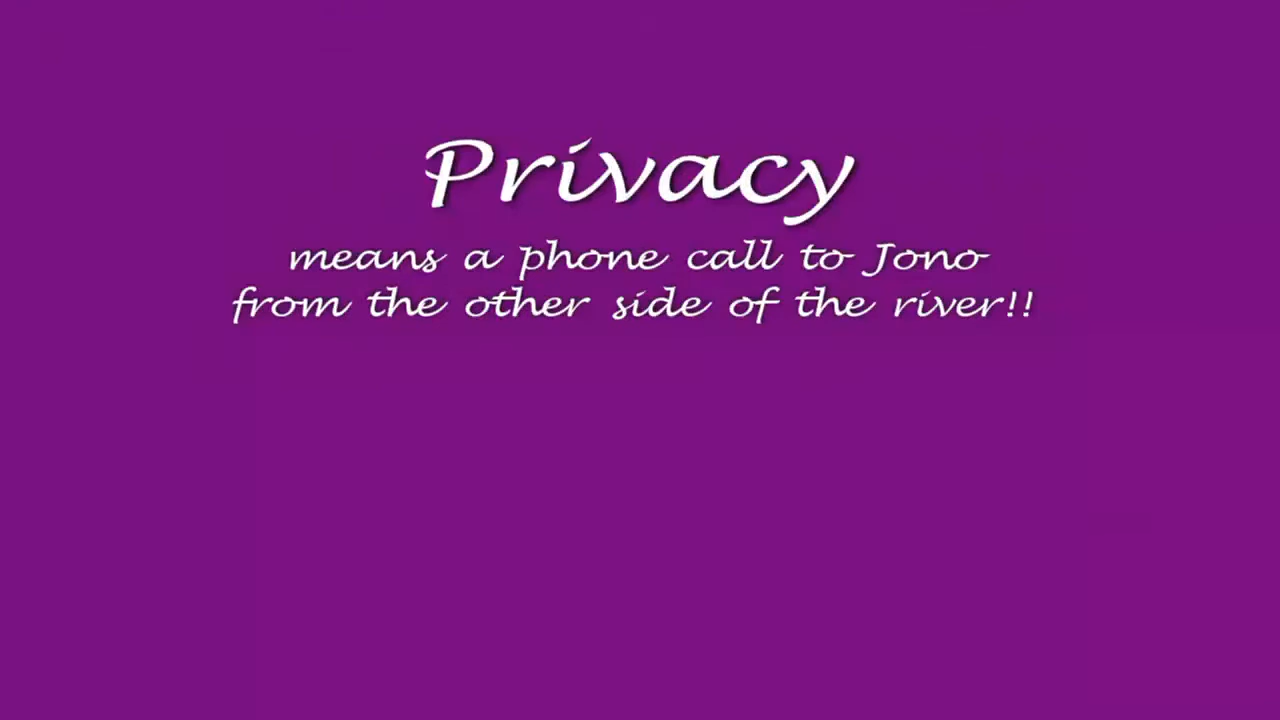 Privacy
means a phone call to Jono
from the other side of the river!!